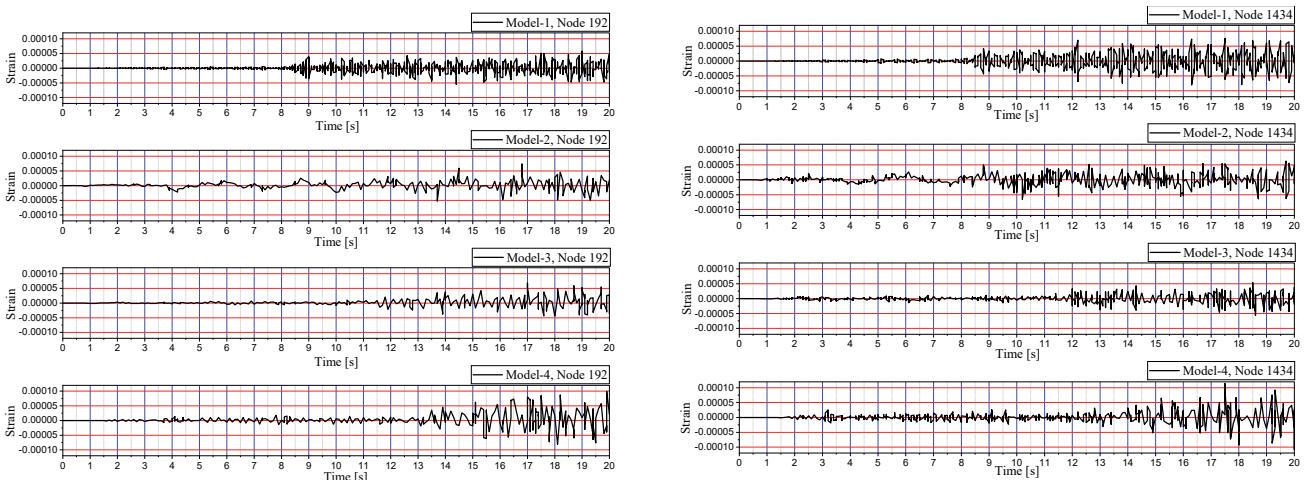 Model-1, Node 192
0.00010
0.00005
0.00000
-0.00005
-0.00010
Strain
0 1 2 3 4 5 6 7 8 9 10 11 12 13 14 15 16 17 18 19 20
Time [s]
Model-2, Node 192
0.00010
0.00005
0.00000
-0.00005
-0.00010
Strain
0 1 2 3 4 5 6 7 8 9 10 11 12 13 14 15 16 17 18 19 20
Time [s]
Model-3, Node 192
0.00010
0.00005
0.00000
-0.00005
-0.00010
Strain
0 1 2 3 4 5 6 7 8 9 10 11 12 13 14 15 16 17 18 19 20
Time [s]
Model-4, Node 192
0.00010
0.00005
0.00000
-0.00005
-0.00010
Strain
0 1 2 3 4 5 6 7 8 9 10 11 12 13 14 15 16 17 18 19 20
Time [s]
Model-1, Node 1434
0.00010
0.00005
0.00000
-0.00005
-0.00010
Strain
0 1 2 3 4 5 6 7 8 9 10 11 12 13 14 15 16 17 18 19 20
Time [s]
Model-2, Node 1434
0.00010
0.00005
0.00000
-0.00005
-0.00010
Strain
0 1 2 3 4 5 6 7 8 9 10 11 12 13 14 15 16 17 18 19 20
Time [s]
Model-3, Node 1434
0.00010
0.00005
0.00000
-0.00005
-0.00010
Strain
0 1 2 3 4 5 6 7 8 9 10 11 12 13 14 15 16 17 18 19 20
Time [s]
Model-4, Node 1434
0.00010
0.00005
0.00000
-0.00005
-0.00010
Strain
0 1 2 3 4 5 6 7 8 9 10 11 12 13 14 15 16 17 18 19 20
Time [s]